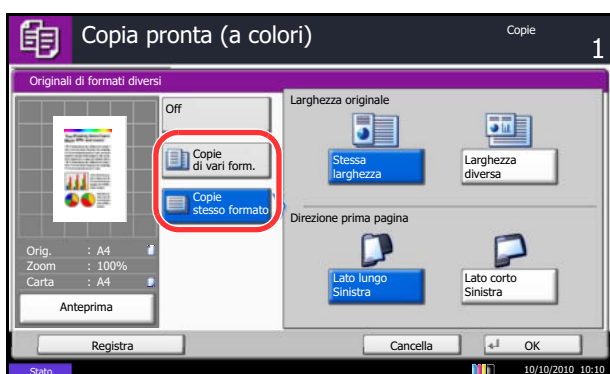 Copia pronta (a colori)
Copie
1
Originali di formati diversi
Off
Copie
di vari form.
Copie
stesso formato
Larghezza originale
Stessa
larghezza
Larghezza
diversa
Direzione prima pagina
Lato lungo
Sinistra
Lato corto
Sinistra
Orig. : A4
Zoom : 100%
Carta : A4
Anteprima
Registra
Cancella
OK
Stato
10/10/2010 10:10